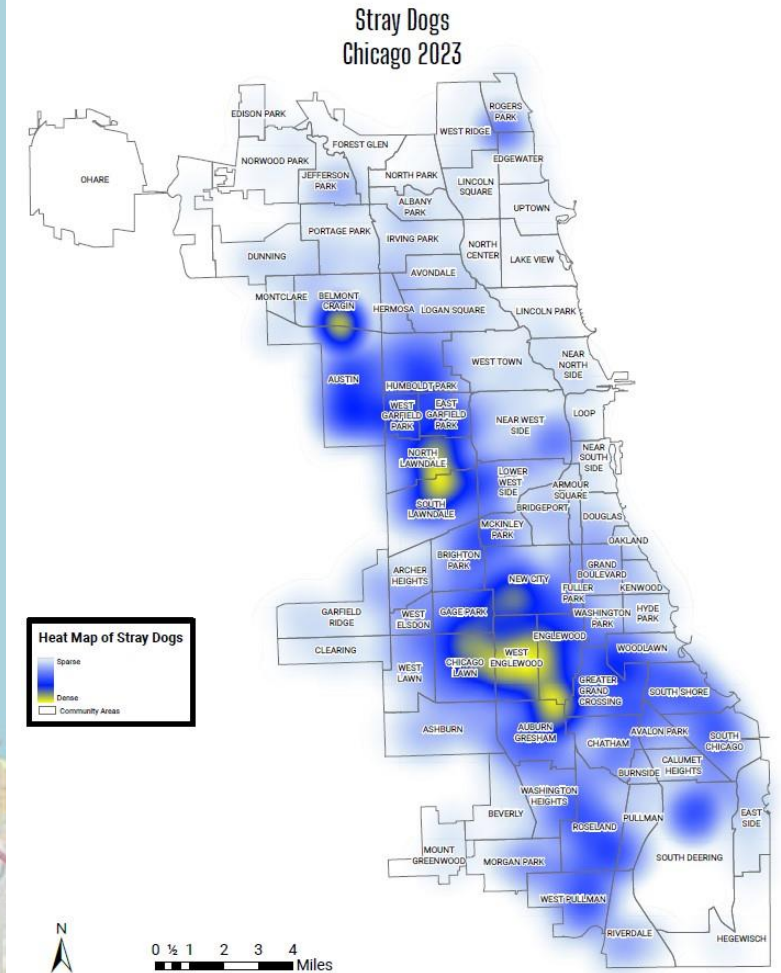 Stray Dogs
Chicago 2023
EDISON PARK
ROGERS
PARK
WEST RIDGE
FOREST GLEN
NORWOOD PARK
EDGEWATER
OHARE
JEFFERSON
PARK
NORTH PARK
LINCOLN
SQUARE
ALBANY
PARK
UPTOWN
PORTAGE PARK
IRVING PARK
NORTH
CENTER
DUNNING
LAKE VIEW
AVONDALE
MONTCLARE
BELMONT
CRAGIN
HERMOSA
LOGAN SQUARE
LINCOLN PARK
WEST TOWN
NEAR
NORTH
SIDE
AUSTIN
HUMBOLDT PARK
WEST
GARFIELD
PARK
EAST
GARFIELD
PARK
NEAR WEST
SIDE
LOOP
NORTH
LAWNDALE
NEAR
SOUTH
SIDE
LOWER
WEST
SIDE
ARMOUR
SQUARE
SOUTH
LAWNDALE
BRIDGEPORT
DOUGLAS
MCKINLEY
PARK
OAKLAND
BRIGHTON
PARK
ARCHER
HEIGHTS
NEW CITY
GRAND
BOULEVARD
FULLER
PARK
KENWOOD
GARFIELD
RIDGE
WEST
ELSDON
GAGE PARK
WASHINGTON
PARK
HYDE
PARK
ENGLEWOOD
CLEARING
WEST
LAWN
CHICAGO
LAWN
WEST
ENGLEWOOD
WOODLAWN
GREATER
GRAND
CROSSING
SOUTH SHORE
ASHBURN
AUBURN
GRESHAM
CHATHAM
AVALON PARK
SOUTH
CHICAGO
BURNSIDE
CALUMET
HEIGHTS
WASHINGTON
HEIGHTS
BEVERLY
PULLMAN
EAST
SIDE
ROSELAND
MOUNT
GREENWOOD
MORGAN PARK
SOUTH DEERING
WEST PULLMAN
RIVERDALE
HEGEWISCH
Heat Map of Stray Dogs
Sparse
Dense
Community Areas
N
0 ½ 1 2 3 4
Miles